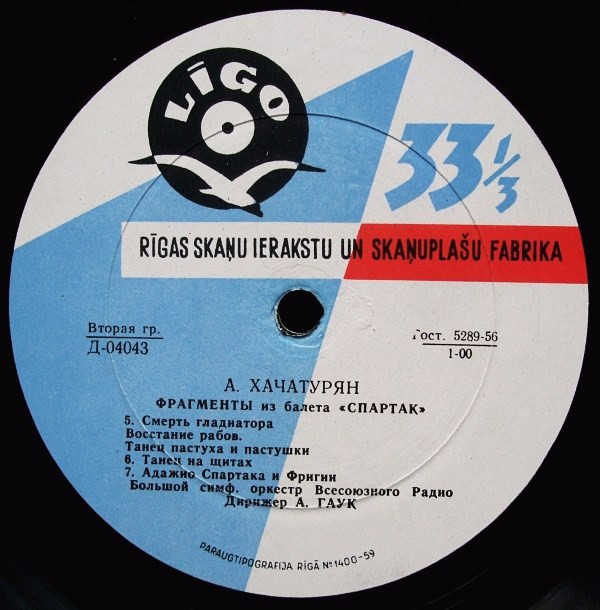 LĪGO
33 1/3
RĪGAS SKAŅU IERAKSTU UN SKAŅUPLAŠU FABRIKA
Вторая гр.
Д-04043
Гост. 5289-56
1-00
А. ХАЧАТУРЯН
ФРАГМЕНТЫ из балета «СПАРТАК»
5. Смерть гладиатора
Восстание рабов.
Танец пастуха и пастушки
6. Танец на щитах
7. Адажио Спартака и Фригии
Большой симф. оркестр Всесоюзного Радио
Дирижер А. ГАУК
PARAUGTIPOGRAFIJA RĪGĀ № 1400-59